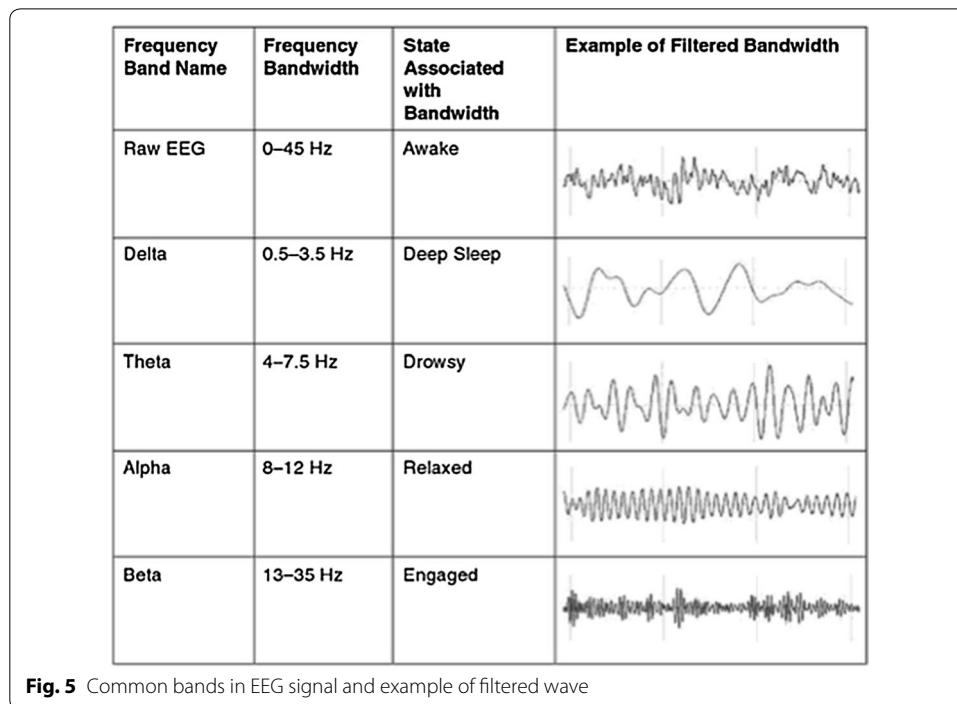 Frequency Band Name	Frequency Bandwidth	State Associated with Bandwidth	Example of Filtered Bandwidth
Raw EEG	0–45 Hz	Awake
Delta	0.5–3.5 Hz	Deep Sleep
Theta	4–7.5 Hz	Drowsy
Alpha	8–12 Hz	Relaxed
Beta	13–35 Hz	Engaged
Fig. 5 Common bands in EEG signal and example of filtered wave